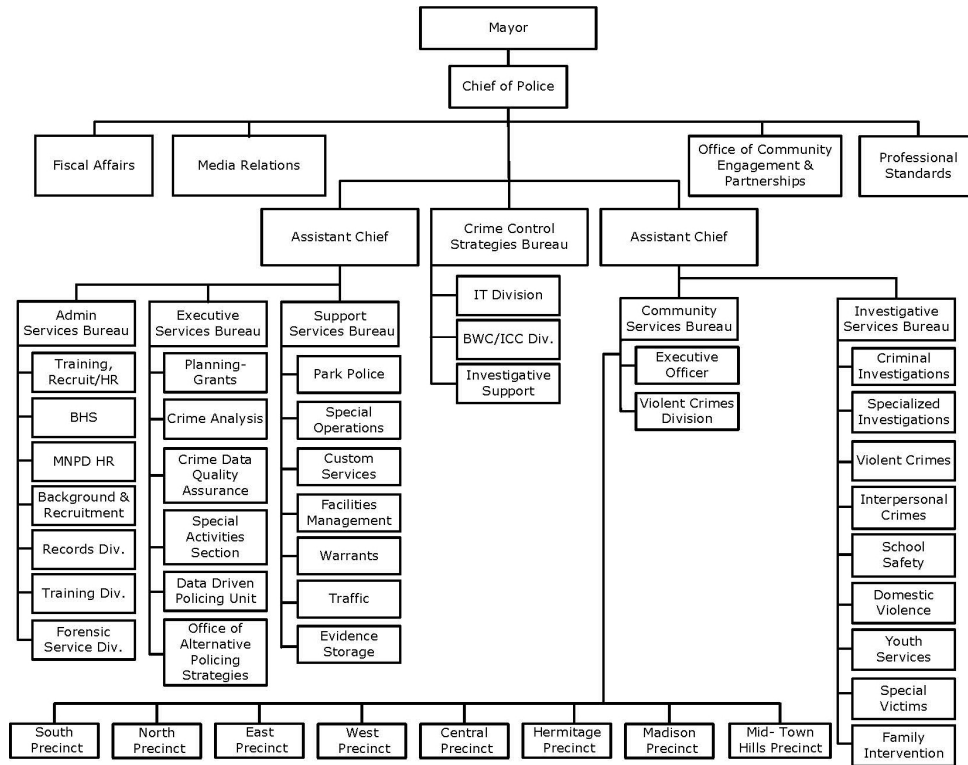 Mayor
Chief of Police
Fiscal Affairs
Media Relations
Office of Community
Engagement &
Partnerships
Professional
Standards
Assistant Chief
Crime Control
Strategies Bureau
Assistant Chief
IT Division
BWC/ICC Div.
Investigative
Support
Admin
Services Bureau
Training,
Recruit/HR
BHS
MNPD HR
Background &
Recruitment
Records Div.
Training Div.
Forensic
Service Div.
Executive
Services Bureau
Planning-
Grants
Crime Analysis
Crime Data
Quality
Assurance
Special
Activities
Section
Data Driven
Policing Unit
Office of
Alternative
Policing
Strategies
Support
Services Bureau
Park Police
Special
Operations
Custom
Services
Facilities
Management
Warrants
Traffic
Evidence
Storage
Community
Services Bureau
Executive
Officer
Violent Crimes
Division
Investigative
Services Bureau
Criminal
Investigations
Specialized
Investigations
Violent Crimes
Interpersonal
Crimes
School
Safety
Domestic
Violence
Youth
Services
Special
Victims
Family
Intervention
South
Precinct
North
Precinct
East
Precinct
West
Precinct
Central
Precinct
Hermitage
Precinct
Madison
Precinct
Mid- Town
Hills Precinct